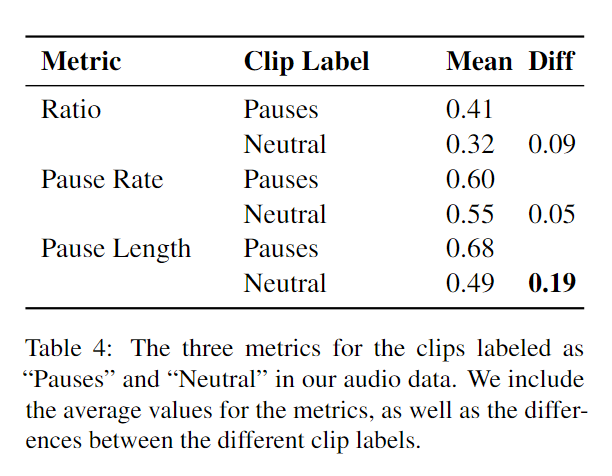 Metric Clip Label Mean Diff
Ratio Pauses 0.41
Neutral 0.32 0.09
Pause Rate Pauses 0.60
Neutral 0.55 0.05
Pause Length Pauses 0.68
Neutral 0.49 0.19
Table 4: The three metrics for the clips labeled as
“Pauses” and “Neutral” in our audio data. We include
the average values for the metrics, as well as the differ-
ences between the different clip labels.